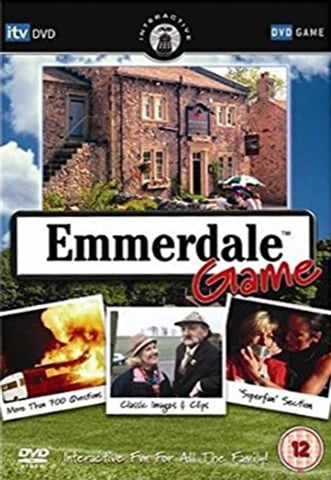 itv DVD
INTERACTIVE
DVD GAME
Emmerdale™
Game
More Than 700 Questions
Classic Images & Clips
"Superfan" Section
DVD
VIDEO
Interactive Fun For All The Family!
12